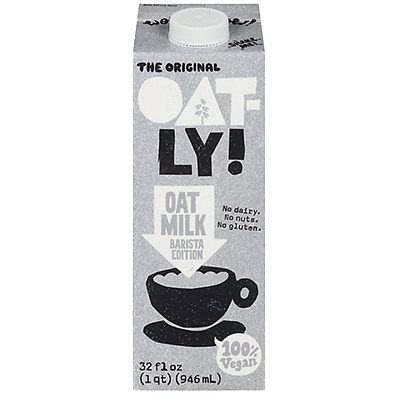 THE ORIGINAL
OAT-
LY!
OAT
MILK
BARISTA
EDITION
No dairy.
No nuts.
No gluten.
100%
Vegan
32 fl oz
(1 qt) (946 mL)